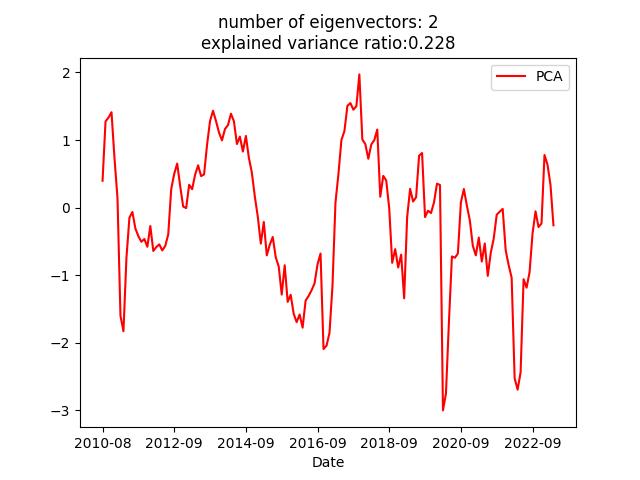 number of eigenvectors: 2
explained variance ratio:0.228
PCA
2
1
0
−1
−2
−3
2010-08 2012-09 2014-09 2016-09 2018-09 2020-09 2022-09
Date